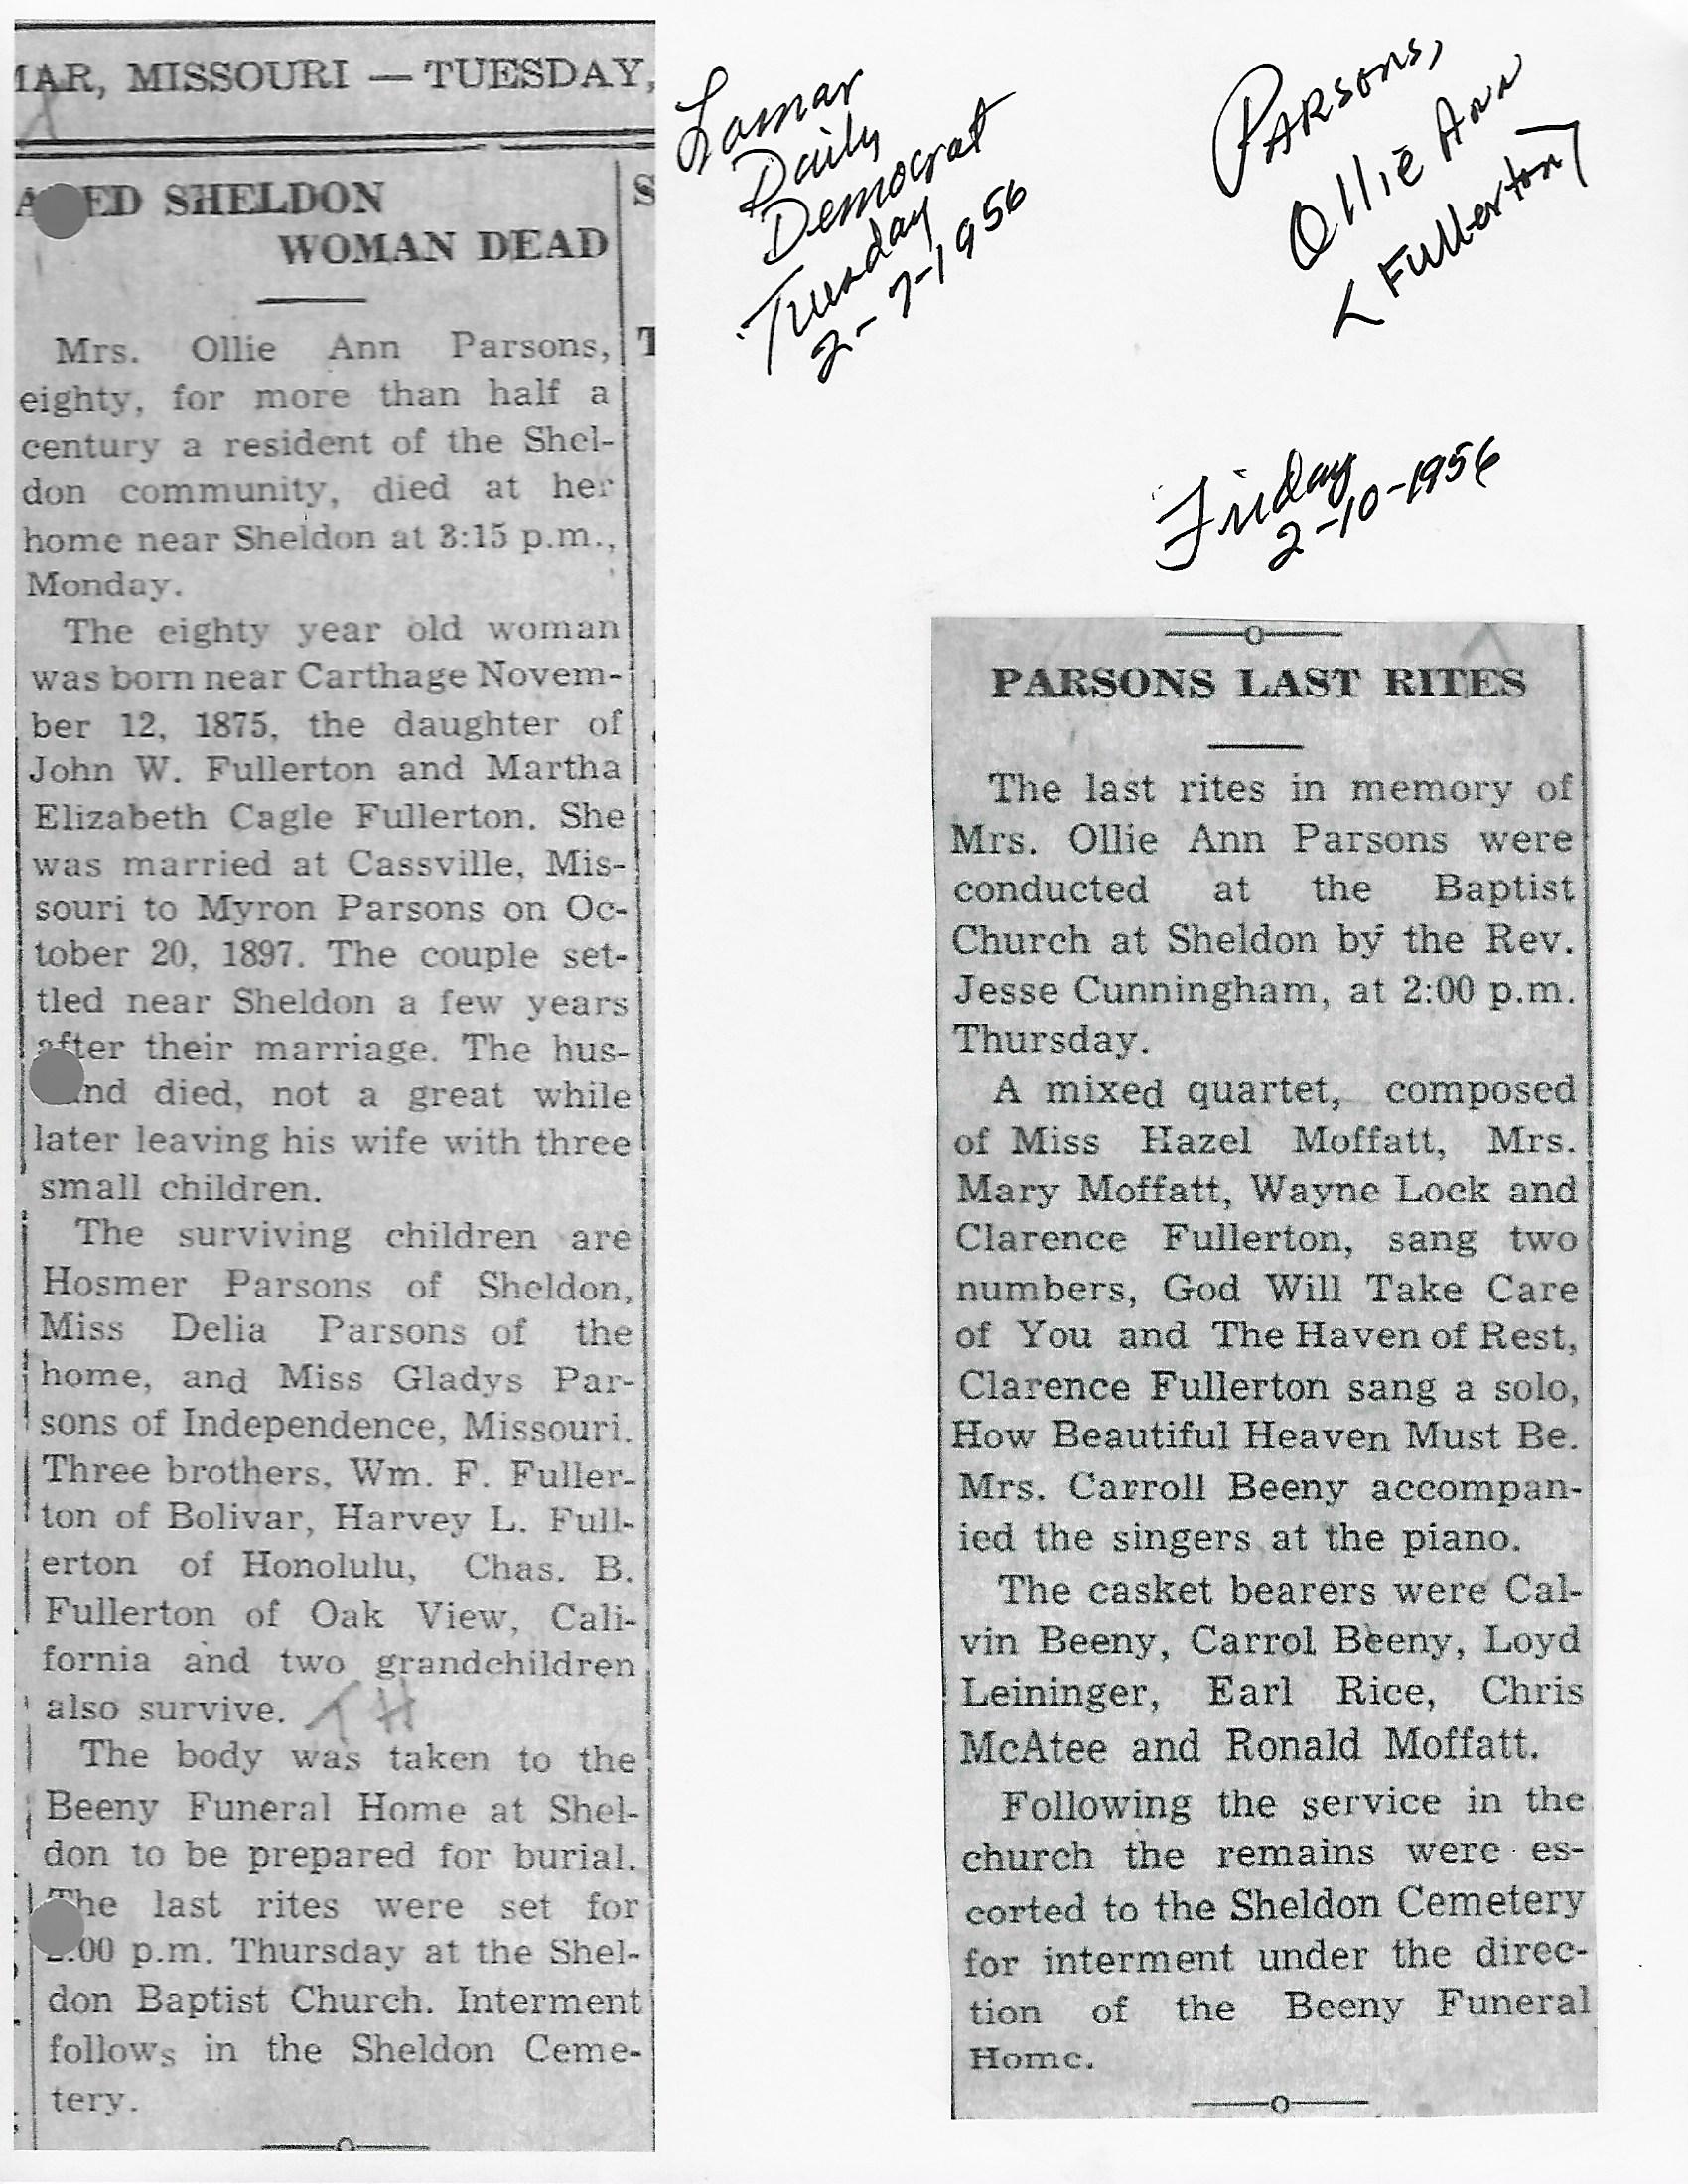 MAR, MISSOURI — TUESDAY,
AGED SHELDON
WOMAN DEAD
Mrs. Ollie Ann Parsons,
eighty, for more than half a
century a resident of the Shel-
don community, died at her
home near Sheldon at 3:15 p.m.,
Monday.
The eighty year old woman
was born near Carthage Novem-
ber 12, 1875, the daughter of
John W. Fullerton and Martha
Elizabeth Cagle Fullerton. She
was married at Cassville, Mis-
souri to Myron Parsons on Oc-
tober 20, 1897. The couple set-
tled near Sheldon a few years
after their marriage. The hus-
band died, not a great while
later leaving his wife with three
small children.
The surviving children are
Hosmer Parsons of Sheldon,
Miss Delia Parsons of the
home, and Miss Gladys Par-
sons of Independence, Missouri.
Three brothers, Wm. F. Fuller-
ton of Bolivar, Harvey L. Full-
erton of Honolulu, Chas. B.
Fullerton of Oak View, Cali-
fornia and two grandchildren
also survive. TH
The body was taken to the
Beeny Funeral Home at Shel-
don to be prepared for burial.
The last rites were set for
2:00 p.m. Thursday at the Shel-
don Baptist Church. Interment
follows in the Sheldon Ceme-
tery.
Lamar
Daily
Democrat
Tuesday
2-7-1956
PARSONS,
Ollie Ann
< Fullerton>
Friday
2-10-1956
PARSONS LAST RITES
The last rites in memory of
Mrs. Ollie Ann Parsons were
conducted at the Baptist
Church at Sheldon by the Rev.
Jesse Cunningham, at 2:00 p.m.
Thursday.
A mixed quartet, composed
of Miss Hazel Moffatt, Mrs.
Mary Moffatt, Wayne Lock and
Clarence Fullerton, sang two
numbers, God Will Take Care
of You and The Haven of Rest,
Clarence Fullerton sang a solo,
How Beautiful Heaven Must Be.
Mrs. Carroll Beeny accompan-
ied the singers at the piano.
The casket bearers were Cal-
vin Beeny, Carrol Beeny, Loyd
Leininger, Earl Rice, Chris
McAtee and Ronald Moffatt.
Following the service in the
church the remains were es-
corted to the Sheldon Cemetery
for interment under the direc-
tion of the Beeny Funeral
Home.